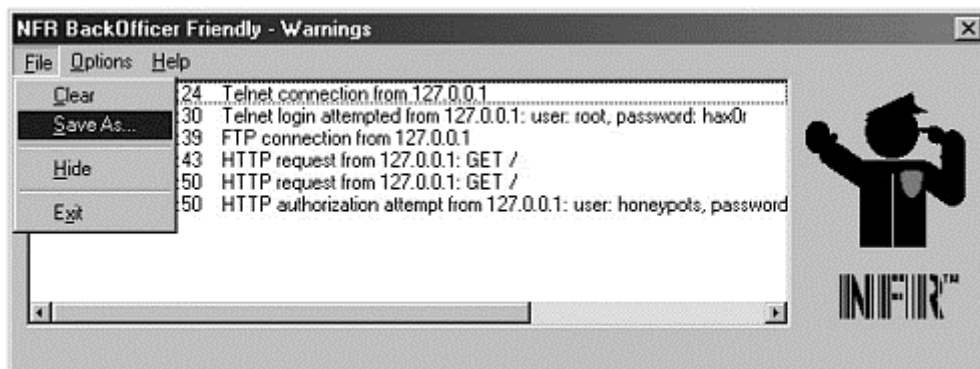 NFR BackOfficer Friendly - Warnings
File Options Help
Clear
Save As...
Hide
Exit
:24 Telnet connection from 127.0.0.1
:30 Telnet login attempted from 127.0.0.1: user: root, password: hax0r
:39 FTP connection from 127.0.0.1
:43 HTTP request from 127.0.0.1: GET /
:50 HTTP request from 127.0.0.1: GET /
:50 HTTP authorization attempt from 127.0.0.1: user: honeypots, password
NFR™